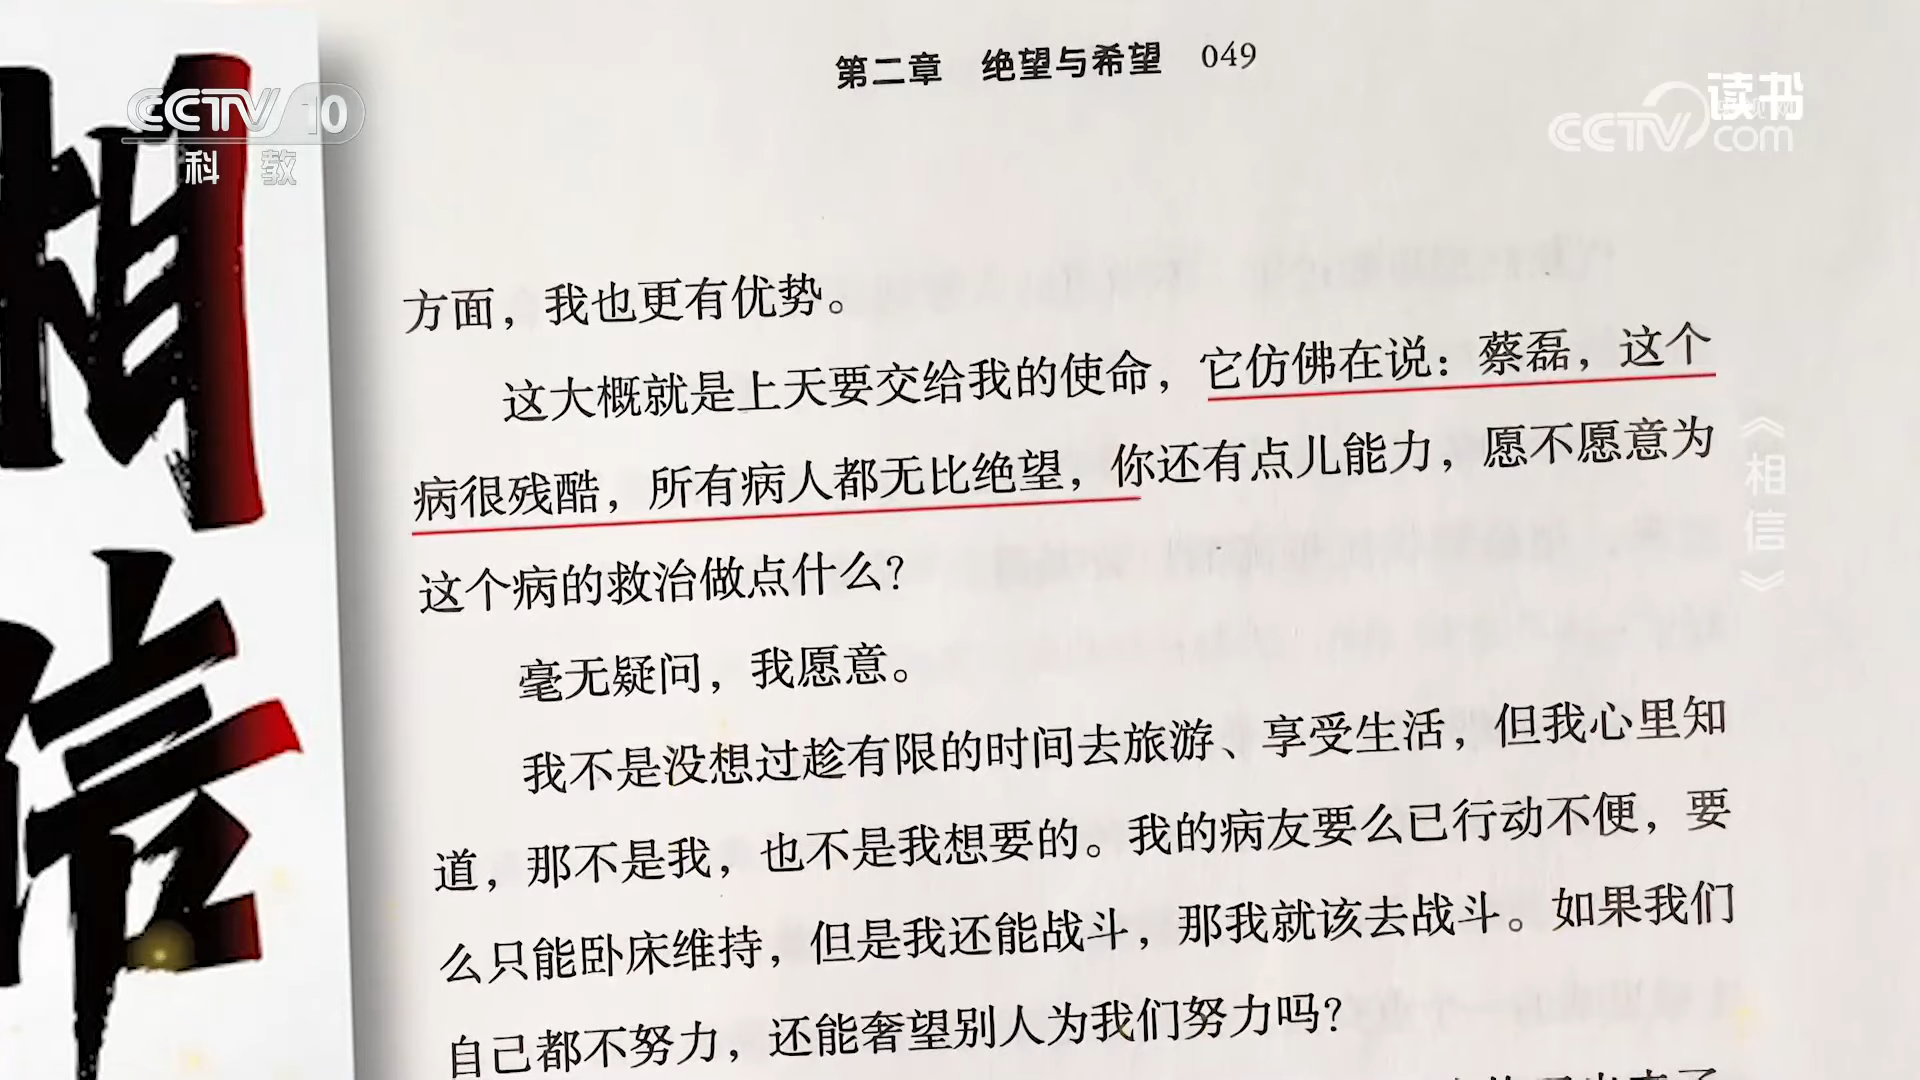 第二章 绝望与希望 049
CCTV 10
科教
读书
CCTV com
相信
方面，我也更有优势。
这大概就是上天要交给我的使命，它仿佛在说：蔡磊，这个
病很残酷，所有病人都无比绝望，你还有点儿能力，愿不愿意为
这个病的救治做点什么？
毫无疑问，我愿意。
我不是没想过趁有限的时间去旅游、享受生活，但我心里知
道，那不是我，也不是我想要的。我的病友要么已行动不便，要
么只能卧床维持，但是我还能战斗，那我就该去战斗。如果我们
自己都不努力，还能奢望别人为我们努力吗？
《相信》